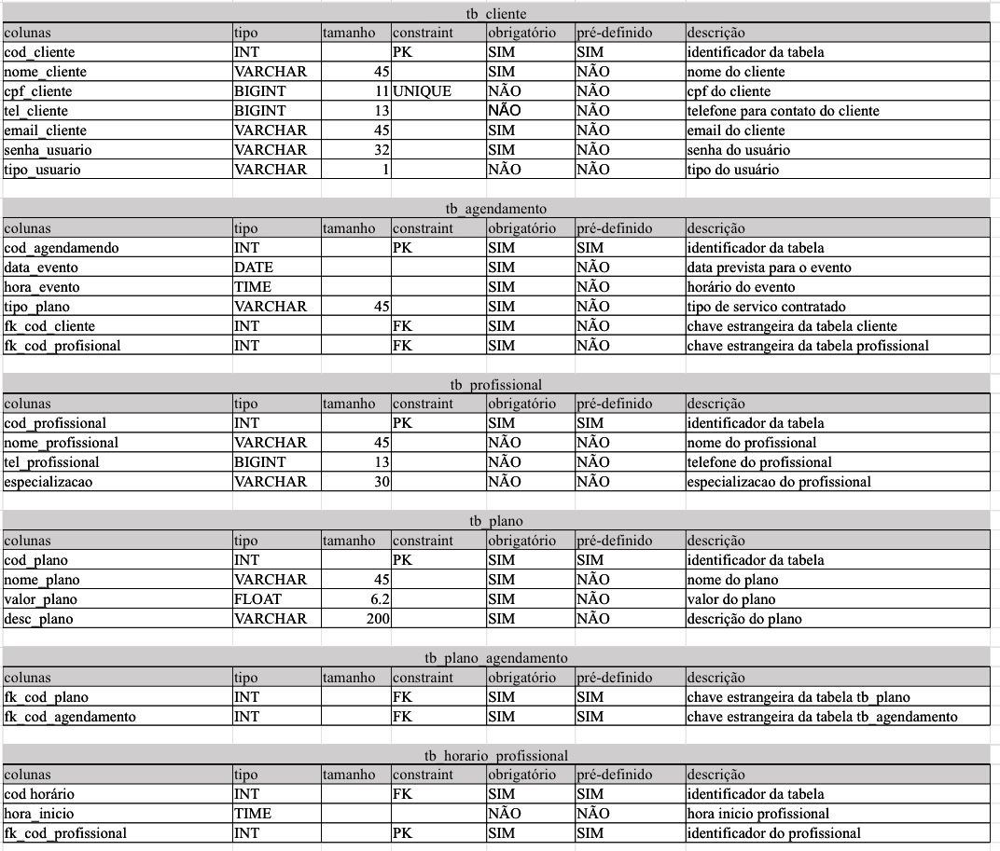 tb_cliente
colunas tipo tamanho constraint obrigatório pré-definido descrição
cod_cliente INT PK SIM SIM identificador da tabela
nome_cliente VARCHAR 45 SIM NÃO nome do cliente
cpf_cliente BIGINT 11 UNIQUE NÃO NÃO cpf do cliente
tel_cliente BIGINT 13 NÃO NÃO telefone para contato do cliente
email_cliente VARCHAR 45 SIM NÃO email do cliente
senha_usuario VARCHAR 32 SIM NÃO senha do usuário
tipo_usuario VARCHAR 1 NÃO NÃO tipo do usuário
tb_agendamento
colunas tipo tamanho constraint obrigatório pré-definido descrição
cod_agendamendo INT PK SIM SIM identificador da tabela
data_evento DATE SIM NÃO data prevista para o evento
hora_evento TIME SIM NÃO horário do evento
tipo_plano VARCHAR 45 SIM NÃO tipo de servico contratado
fk_cod_cliente INT FK SIM NÃO chave estrangeira da tabela cliente
fk_cod_profisional INT FK SIM NÃO chave estrangeira da tabela profissional
tb_profissional
colunas tipo tamanho constraint obrigatório pré-definido descrição
cod_profissional INT PK SIM SIM identificador da tabela
nome_profissional VARCHAR 45 NÃO NÃO nome do profissional
tel_profissional BIGINT 13 NÃO NÃO telefone do profissional
especializacao VARCHAR 30 NÃO NÃO especializacao do profissional
tb_plano
colunas tipo tamanho constraint obrigatório pré-definido descrição
cod_plano INT PK SIM SIM identificador da tabela
nome_plano VARCHAR 45 SIM NÃO nome do plano
valor_plano FLOAT 6.2 SIM NÃO valor do plano
desc_plano VARCHAR 200 SIM NÃO descrição do plano
tb_plano_agendamento
colunas tipo tamanho constraint obrigatório pré-definido descrição
fk_cod_plano INT FK SIM SIM chave estrangeira da tabela tb_plano
fk_cod_agendamento INT FK SIM SIM chave estrangeira da tabela tb_agendamento
tb_horario_profissional
colunas tipo tamanho constraint obrigatório pré-definido descrição
cod horário INT FK SIM SIM identificador da tabela
hora_inicio TIME NÃO NÃO hora inicio profissional
fk_cod_profissional INT PK SIM SIM identificador do profissional